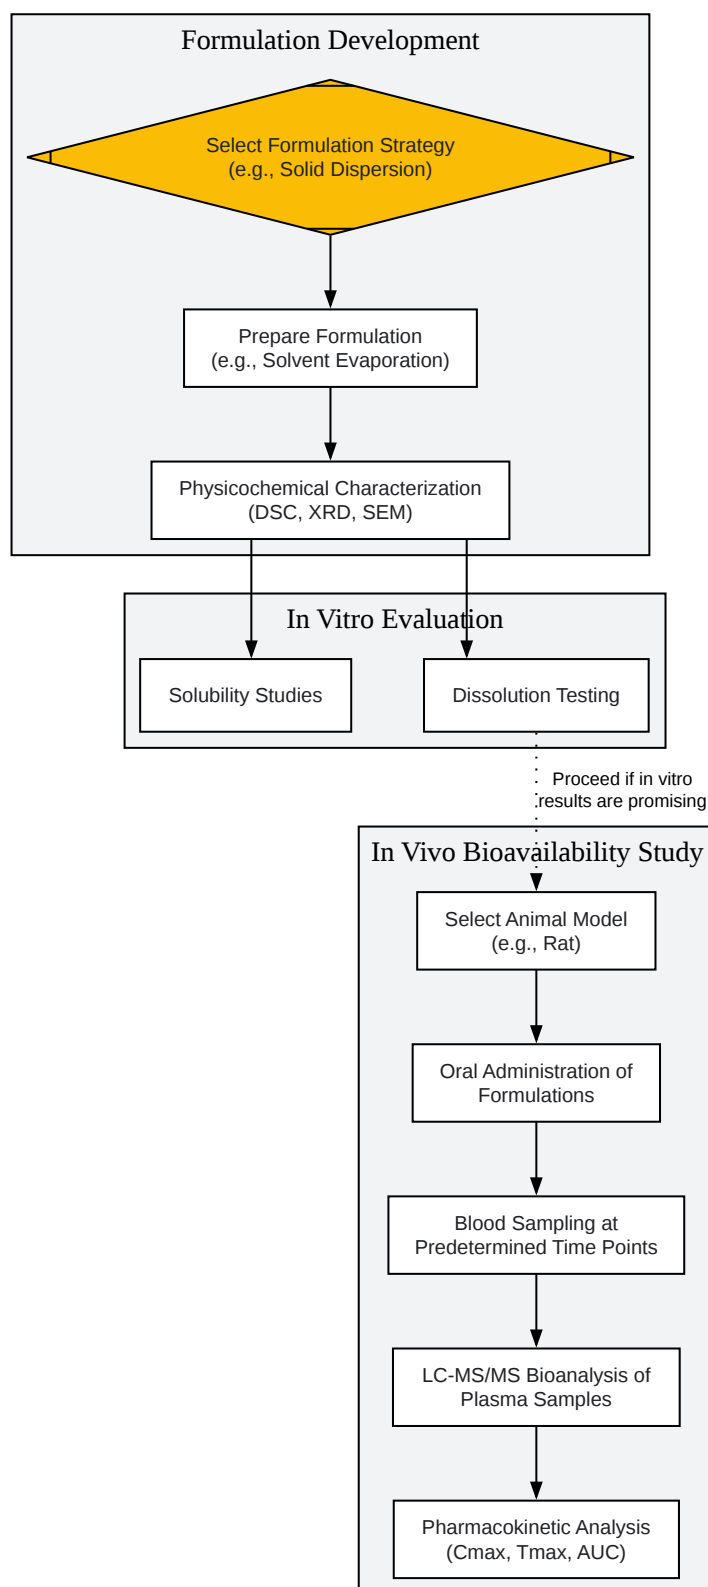 Formulation Development
Select Formulation Strategy
(e.g., Solid Dispersion)
Prepare Formulation
(e.g., Solvent Evaporation)
Physicochemical Characterization
(DSC, XRD, SEM)
In Vitro Evaluation
Solubility Studies
Dissolution Testing
Proceed if in vitro
results are promising
In Vivo Bioavailability Study
Select Animal Model
(e.g., Rat)
Oral Administration of
Formulations
Blood Sampling at
Predetermined Time Points
LC-MS/MS Bioanalysis of
Plasma Samples
Pharmacokinetic Analysis
(Cmax, Tmax, AUC)